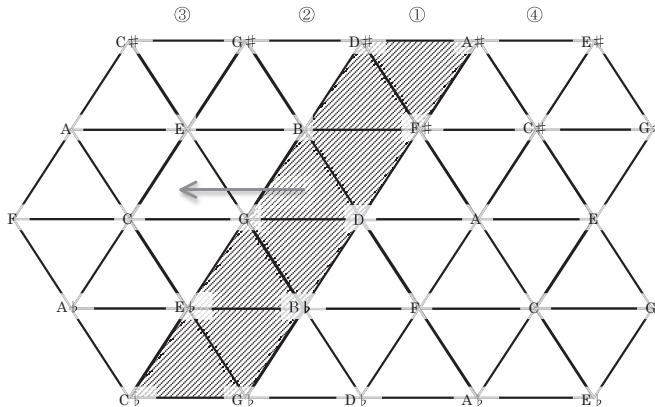 ③ ② ① ④
C♯ G♯ D♯ A♯ E♯
A E B F♯ C♯ G♯
F C G D A E
A♭ E♭ B♭ F C G
C♭ G♭ D♭ A♭ E♭